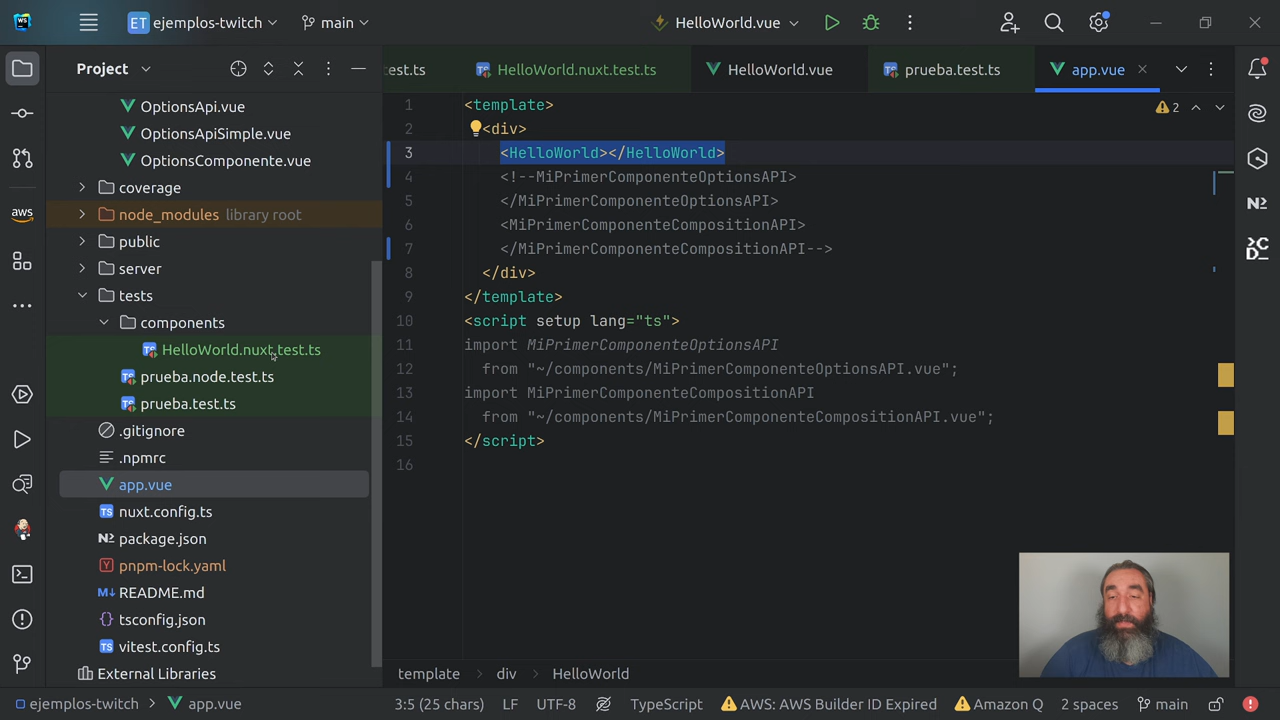 WS
ET ejemplos-twitch
main
HelloWorld.vue
Project
OptionsApi.vue
OptionsApiSimple.vue
OptionsComponente.vue
coverage
node_modules library root
public
server
tests
components
HelloWorld.nuxt.test.ts
prueba.node.test.ts
prueba.test.ts
.gitignore
.npmrc
app.vue
nuxt.config.ts
package.json
pnpm-lock.yaml
README.md
tsconfig.json
vitest.config.ts
External Libraries
aws
test.ts
HelloWorld.nuxt.test.ts
HelloWorld.vue
prueba.test.ts
app.vue
2
1 <template>
2 <div>
3 <HelloWorld></HelloWorld>
4 <!--MiPrimerComponenteOptionsAPI>
5 </MiPrimerComponenteOptionsAPI>
6 <MiPrimerComponenteCompositionAPI>
7 </MiPrimerComponenteCompositionAPI-->
8 </div>
9 </template>
10 <script setup lang="ts">
11 import MiPrimerComponenteOptionsAPI
12 from "~/components/MiPrimerComponenteOptionsAPI.vue";
13 import MiPrimerComponenteCompositionAPI
14 from "~/components/MiPrimerComponenteCompositionAPI.vue";
15 </script>
16
template > div > HelloWorld
ejemplos-twitch > app.vue
3:5 (25 chars)
LF
UTF-8
TypeScript
AWS: AWS Builder ID Expired
Amazon Q
2 spaces
main